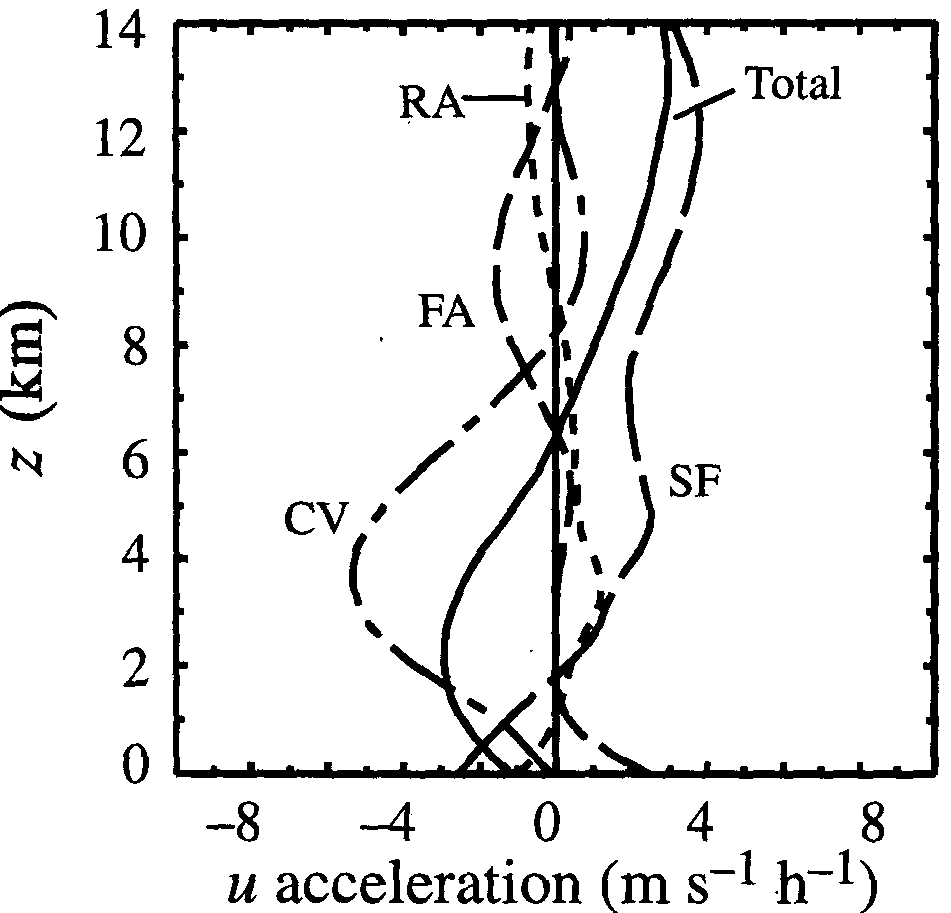 14
12
10
8
6
4
2
0
z (km)
RA
Total
FA
CV
SF
−8
−4
0
4
8
u acceleration (m s⁻¹ h⁻¹)